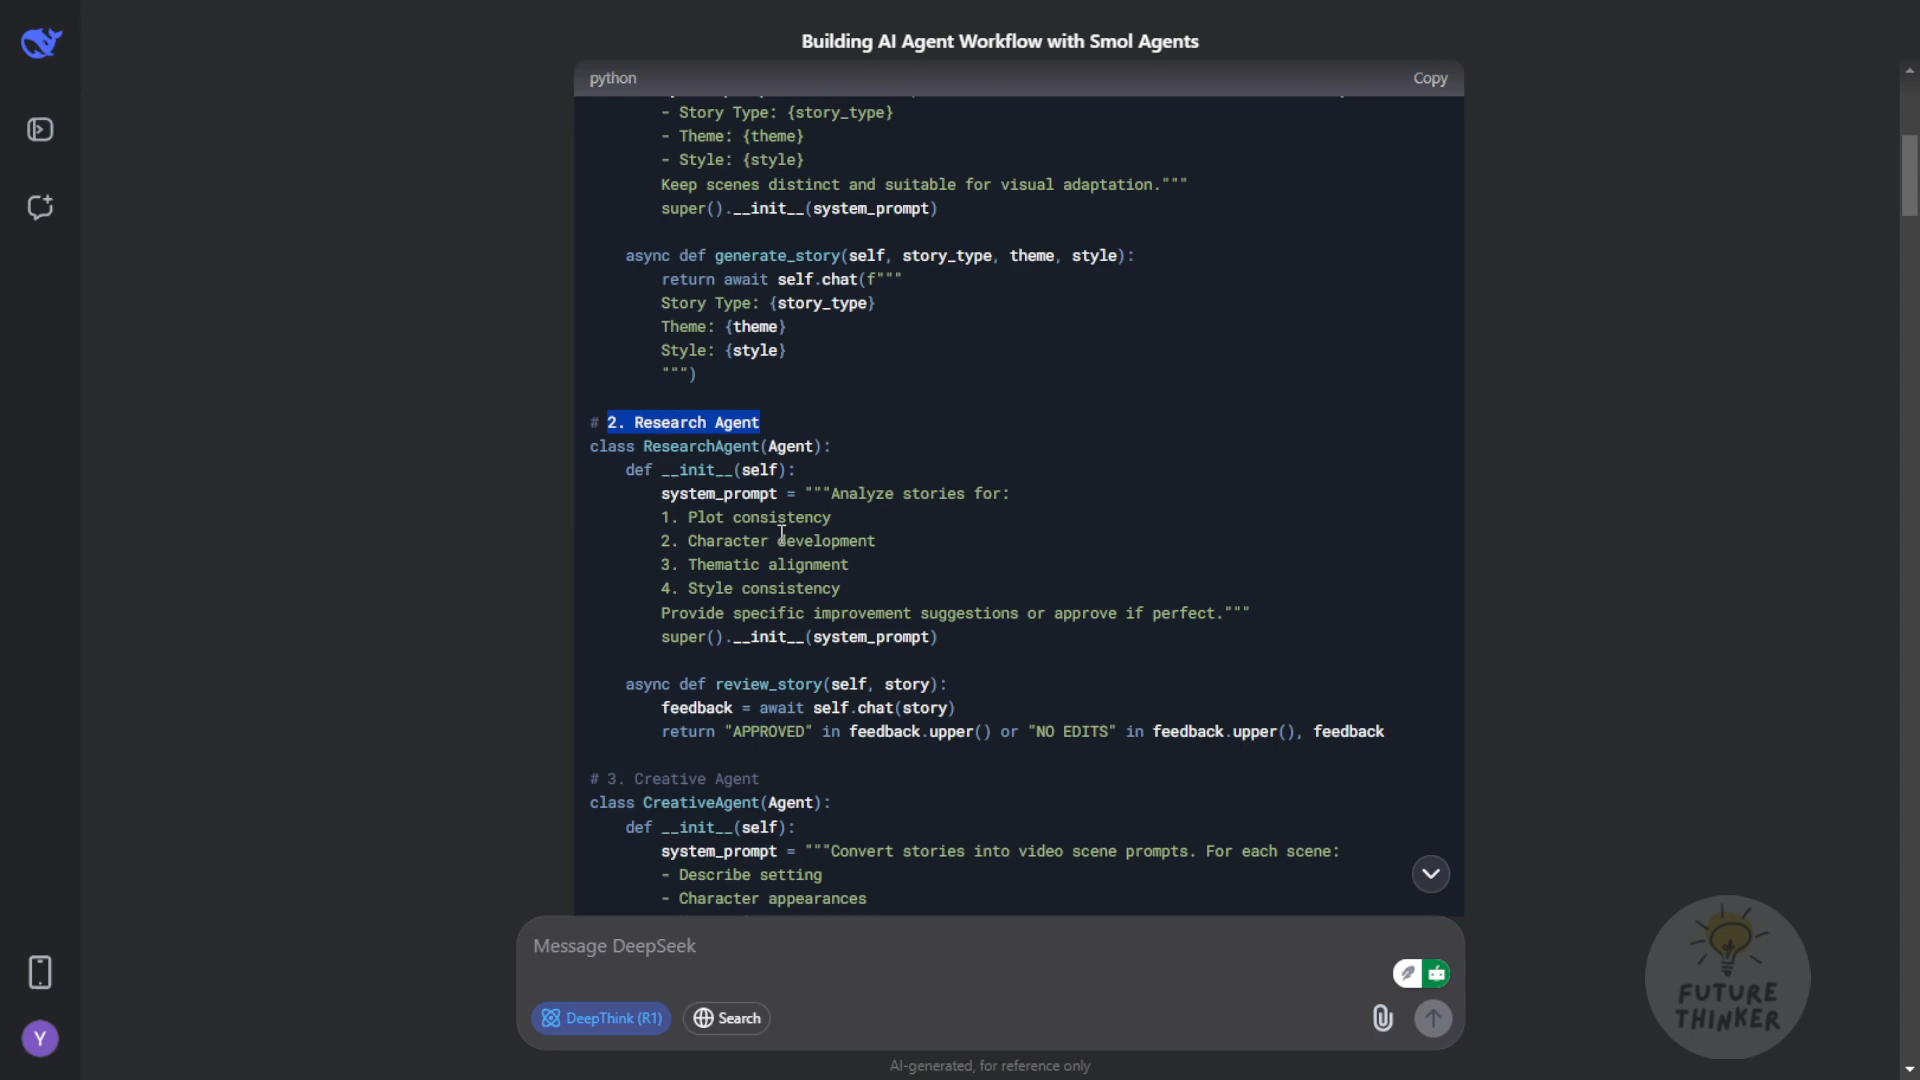 Building AI Agent Workflow with Smol Agents
python
Copy
- Story Type: {story_type}
- Theme: {theme}
- Style: {style}
Keep scenes distinct and suitable for visual adaptation."""
super().__init__(system_prompt)
async def generate_story(self, story_type, theme, style):
return await self.chat(f"""
Story Type: {story_type}
Theme: {theme}
Style: {style}
""")
# 2. Research Agent
class ResearchAgent(Agent):
def __init__(self):
system_prompt = """Analyze stories for:
1. Plot consistency
2. Character development
3. Thematic alignment
4. Style consistency
Provide specific improvement suggestions or approve if perfect."""
super().__init__(system_prompt)
async def review_story(self, story):
feedback = await self.chat(story)
return "APPROVED" in feedback.upper() or "NO EDITS" in feedback.upper(), feedback
# 3. Creative Agent
class CreativeAgent(Agent):
def __init__(self):
system_prompt = """Convert stories into video scene prompts. For each scene:
- Describe setting
- Character appearances
Message DeepSeek
DeepThink (R1)
Search
Y
AI-generated, for reference only
FUTURE
THINKER